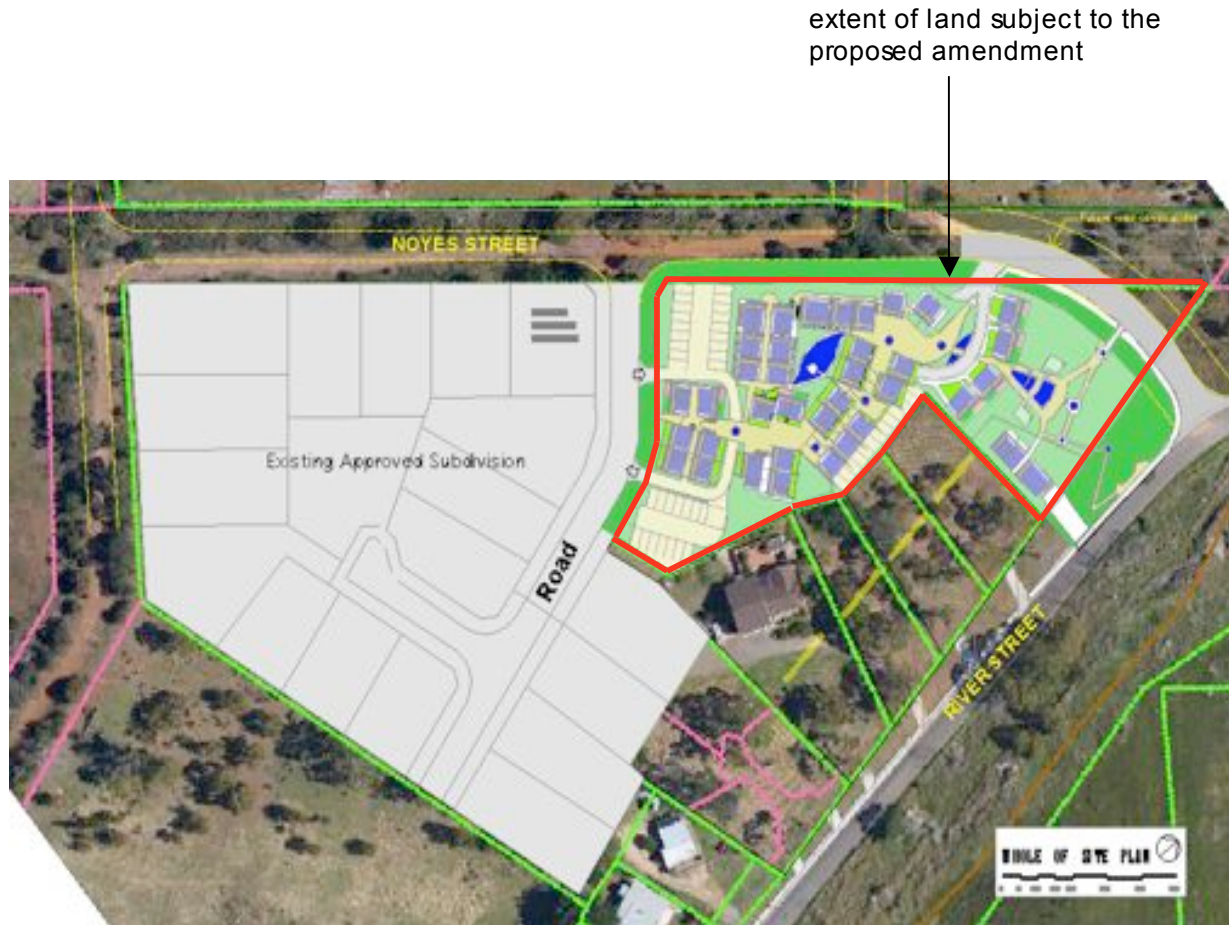 extent of land subject to the
proposed amendment
NOYES STREET
Existing Approved Subdivision
Road
RIVER STREET
WHOLE OF SITE PLAN